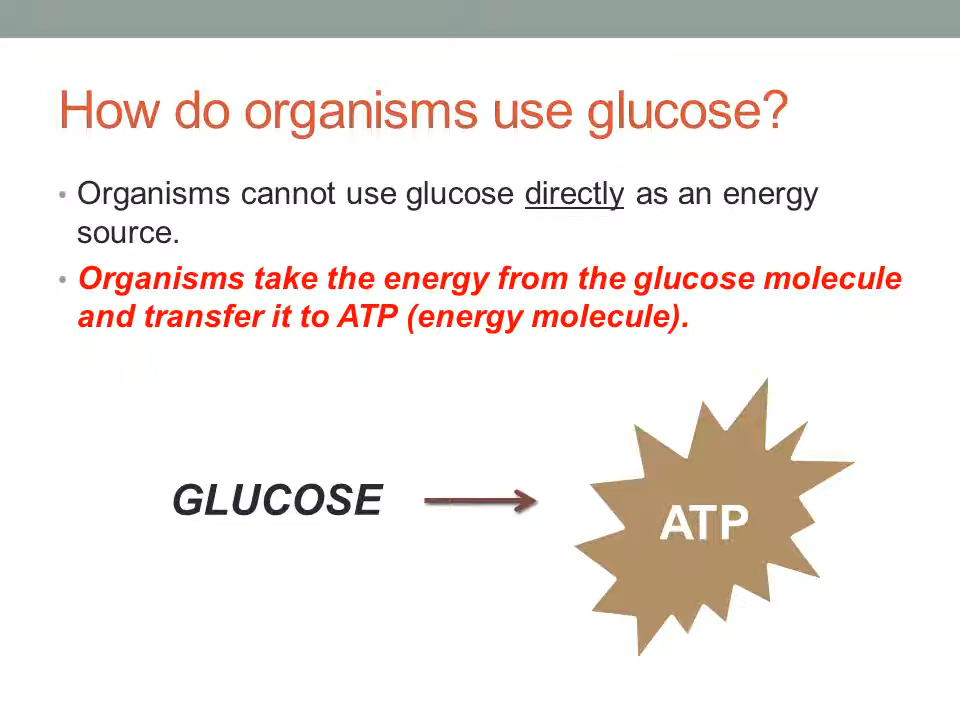 How do organisms use glucose?
• Organisms cannot use glucose directly as an energy
source.
• Organisms take the energy from the glucose molecule
and transfer it to ATP (energy molecule).
GLUCOSE
ATP